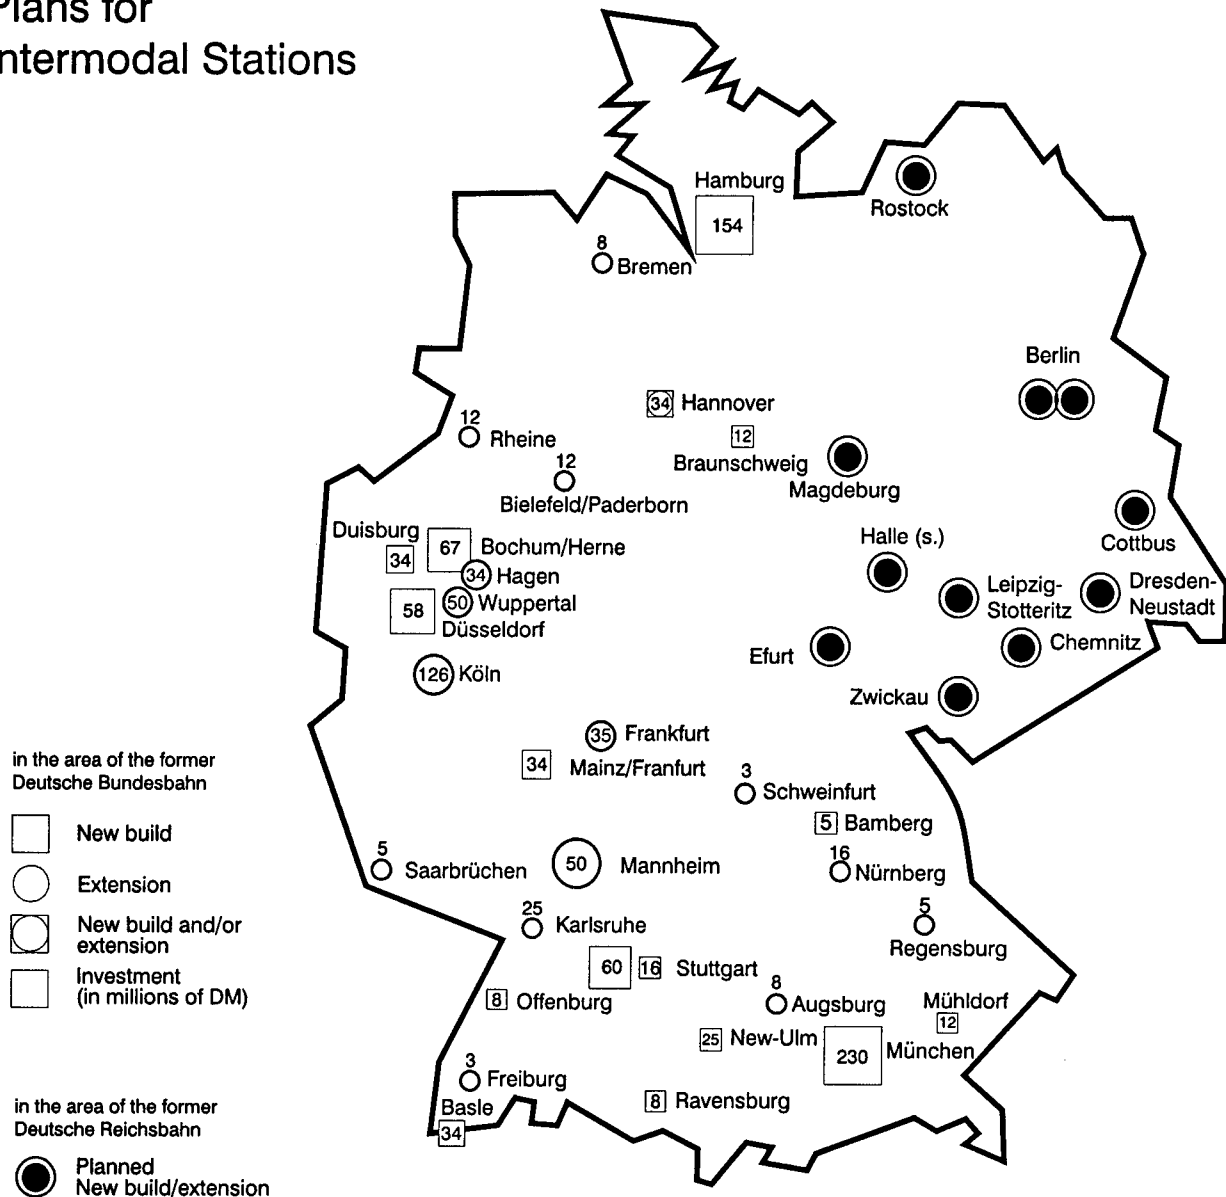 Plans for
ntermodal Stations
Hamburg
154
Rostock
8
Bremen
Berlin
34
Hannover
12
Rheine
12
Braunschweig
Magdeburg
12
Bielefeld/Paderborn
Cottbus
Duisburg
34
67
Bochum/Herne
34
Hagen
Halle (s.)
Leipzig-
Stotteritz
Dresden-
Neustadt
58
50
Wuppertal
Düsseldorf
Chemnitz
Efurt
126
Köln
Zwickau
35
Frankfurt
34
Mainz/Franfurt
3
Schweinfurt
5
Bamberg
5
Saarbrüchen
50
Mannheim
16
Nürnberg
25
Karlsruhe
5
Regensburg
60
16
Stuttgart
8
Offenburg
8
Augsburg
Mühldorf
12
25
New-Ulm
230
München
3
Freiburg
Basle
34
8
Ravensburg
in the area of the former
Deutsche Bundesbahn
New build
Extension
New build and/or
extension
Investment
(in millions of DM)
in the area of the former
Deutsche Reichsbahn
Planned
New build/extension